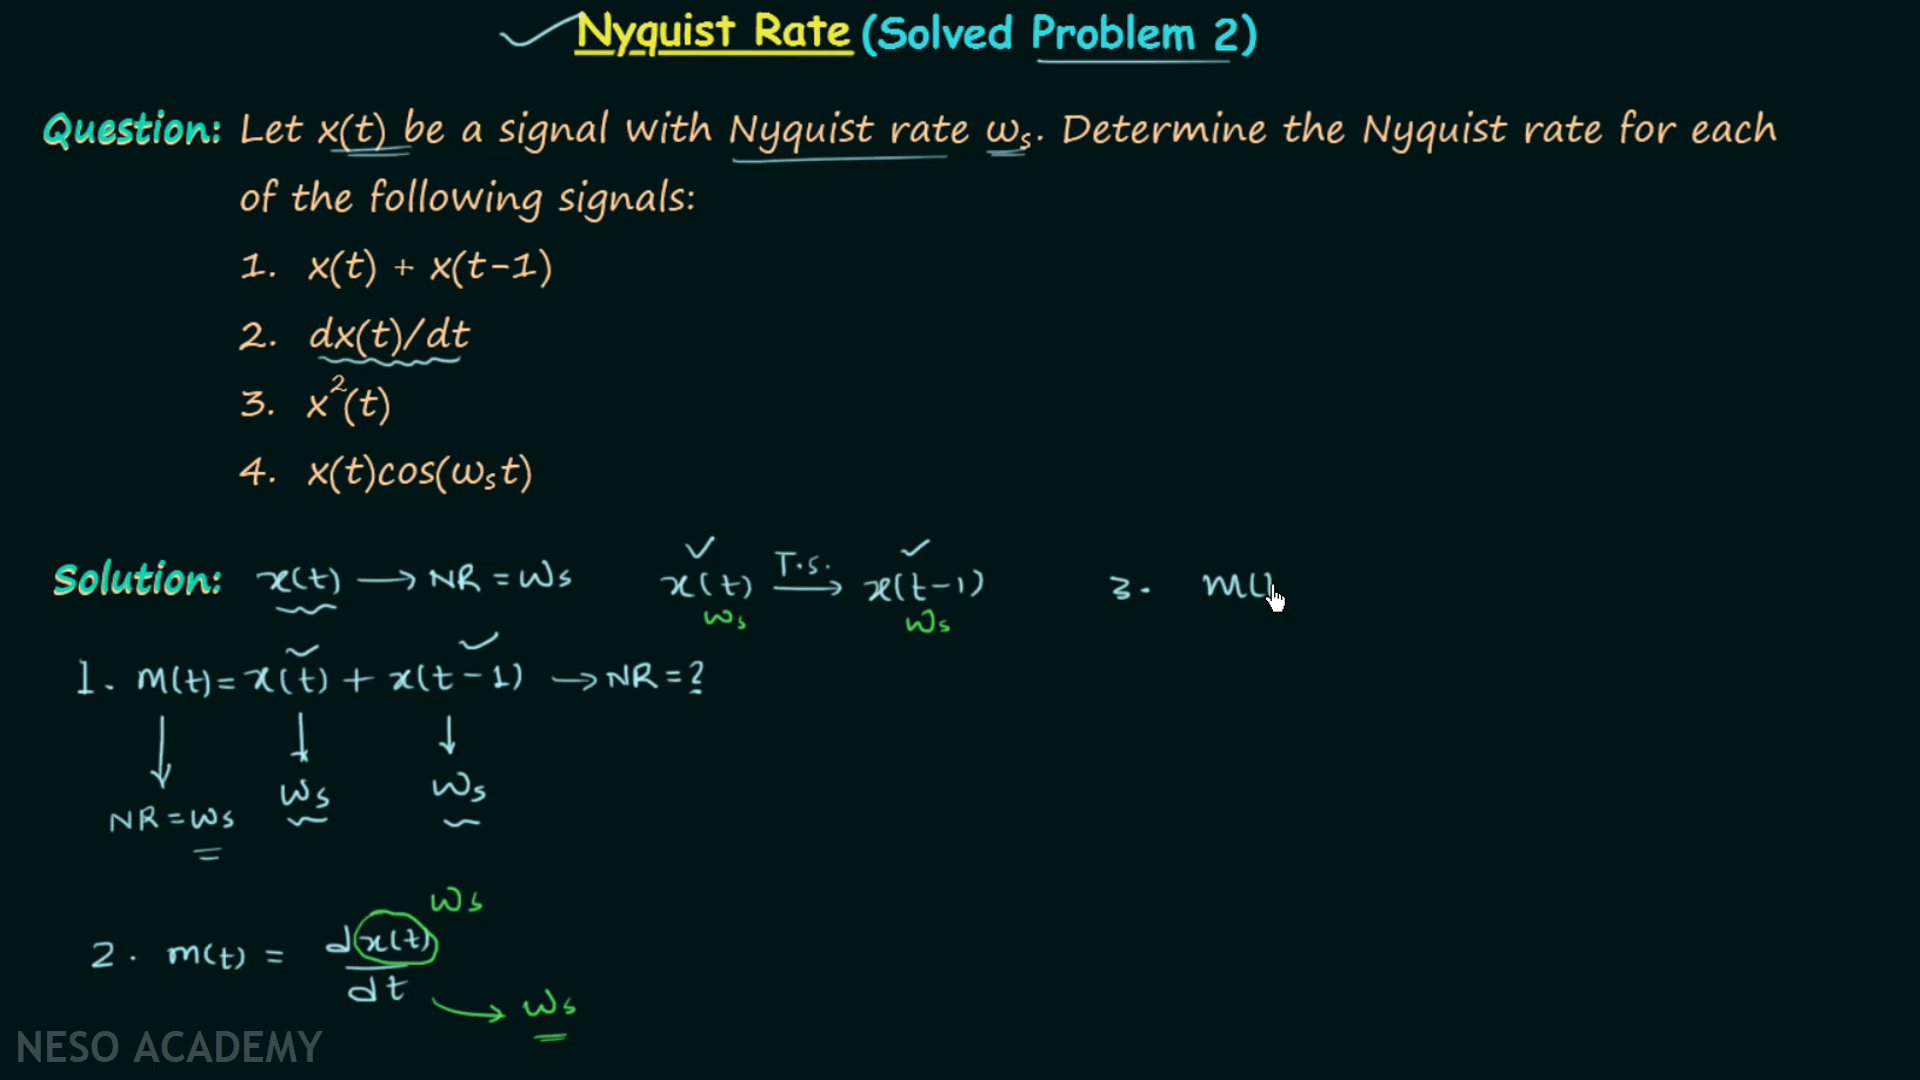 Nyquist Rate (Solved Problem 2)
Question: Let x(t) be a signal with Nyquist rate ωs. Determine the Nyquist rate for each
of the following signals:
1. x(t) + x(t-1)
2. dx(t)/dt
3. x²(t)
4. x(t)cos(ωst)
Solution: x(t) → NR = ωs
x(t) T.S. → x(t-1)
ωs ωs
1. m(t) = x(t) + x(t-1) → NR = ?
ωs ωs
NR = ωs
2. m(t) = dx(t)/dt
ωs
ωs
3. m(
NESO ACADEMY